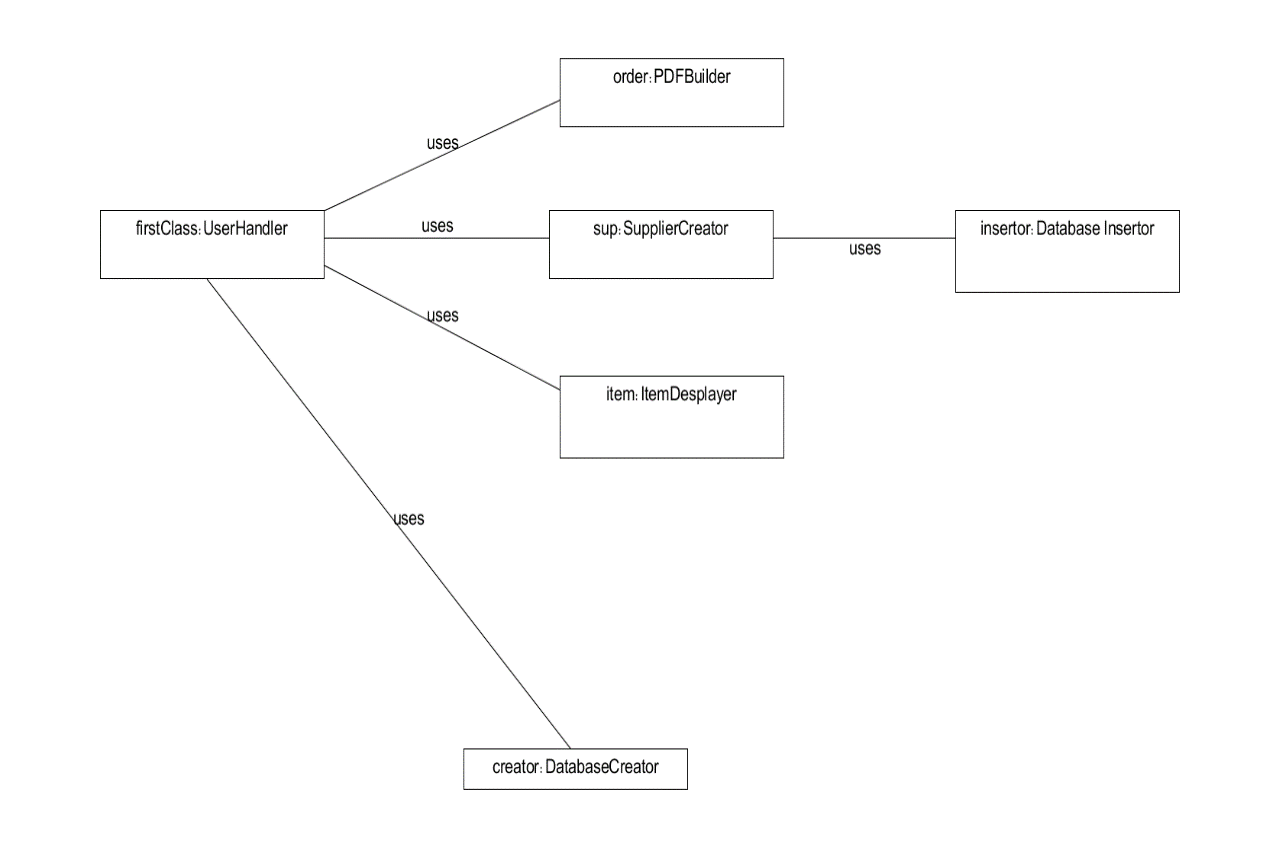 order: PDFBuilder
uses
firstClass: UserHandler
uses
sup: SupplierCreator
uses
insertor: Database Insertor
uses
item: ItemDesplayer
uses
creator: DatabaseCreator